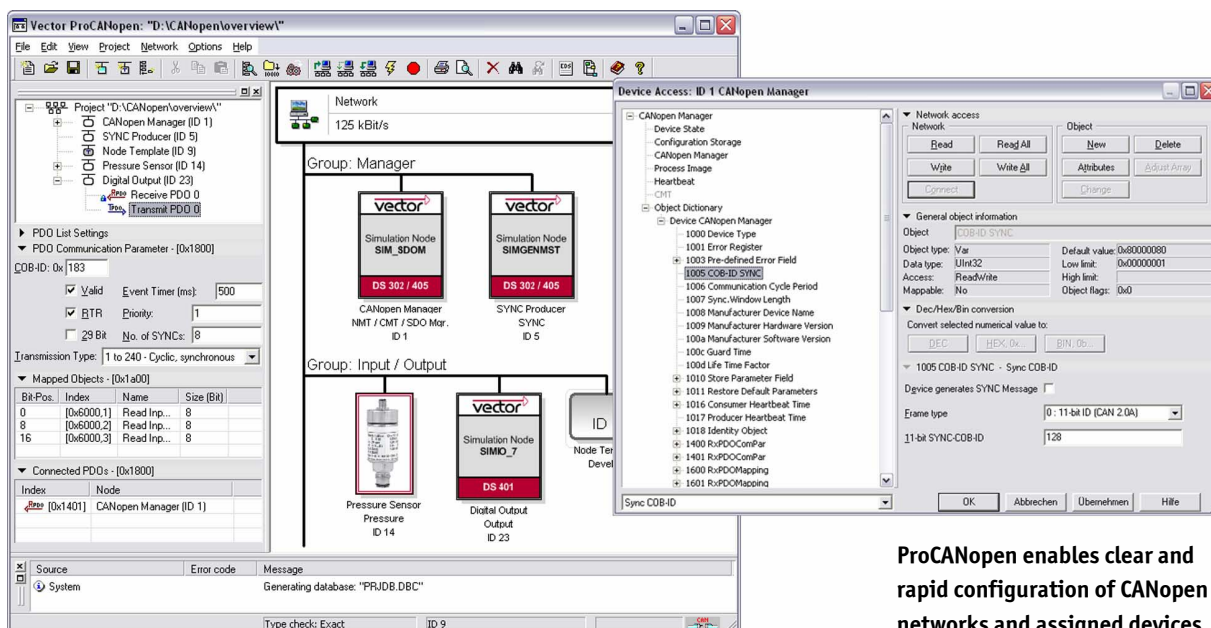 Vector ProCANopen: "D:\CANopen\overview\"
File Edit View Project Network Options Help
Project "D:\CANopen\overview\"
CANopen Manager (ID 1)
SYNC Producer (ID 5)
Node Template (ID 9)
Pressure Sensor (ID 14)
Digital Output (ID 23)
Receive PDO 0
Transmit PDO 0
PDO List Settings
PDO Communication Parameter - [0x1800]
COB-ID: 0x 183
Valid Event Timer (ms): 500
RTR Priority: 1
29 Bit No. of SYNCs: 8
Transmission Type: 1 to 240 - Cyclic, synchronous
Mapped Objects - [0x1a00]
Bit-Pos. Index Name Size (Bit)
0 [0x6000,1] Read Inp... 8
8 [0x6000,2] Read Inp... 8
16 [0x6000,3] Read Inp... 8
Connected PDOs - [0x1800]
Index Node
[0x1401] CANopen Manager (ID 1)
Network
125 kBit/s
Group: Manager
vector
Simulation Node
SIM_SDOM
DS 302 / 405
CANopen Manager
NMT / CMT / SDO Mgr.
ID 1
vector
Simulation Node
SIMGENMST
DS 302 / 405
SYNC Producer
SYNC
ID 5
Group: Input / Output
Pressure Sensor
Pressure
ID 14
vector
Simulation Node
SIMIO_7
DS 401
Digital Output
Output
ID 23
ID
Node Ter
Devel
Source Error code Message
System Generating database: "PRJDB.DBC"
Type check: Exact ID 9
Device Access: ID 1 CANopen Manager
CANopen Manager
Device State
Configuration Storage
CANopen Manager
Process Image
Heartbeat
CMT
Object Dictionary
Device CANopen Manager
1000 Device Type
1001 Error Register
1003 Pre-defined Error Field
1005 COB-ID SYNC
1006 Communication Cycle Period
1007 Sync.Window Length
1008 Manufacturer Device Name
1009 Manufacturer Hardware Version
100a Manufacturer Software Version
100c Guard Time
100d Life Time Factor
1010 Store Parameter Field
1011 Restore Default Parameters
1016 Consumer Heartbeat Time
1017 Producer Heartbeat Time
1018 Identity Object
1400 RxPDOComPar
1401 RxPDOComPar
1600 RxPDOMapping
1601 RxPDOMapping
Sync COB-ID
Network access
Network Object
Read Read All New Delete
Write Write All Attributes Adjust Array
Connect Change
General object information
Object COB-ID SYNC
Object type: Var Default value: 0x80000080
Data type: UInt32 Low limit: 0x00000001
Access: ReadWrite High limit:
Mappable: No Object flags: 0x0
Dec/Hex/Bin conversion
Convert selected numerical value to:
DEC HEX, 0x... BIN, 0b...
1005 COB-ID SYNC - Sync COB-ID
Device generates SYNC Message
Frame type 0 : 11-bit ID (CAN 2.0A)
11-bit SYNC-COB-ID 128
OK Abbrechen Übernehmen Hilfe
ProCANopen enables clear and
rapid configuration of CANopen
networks and assigned devices